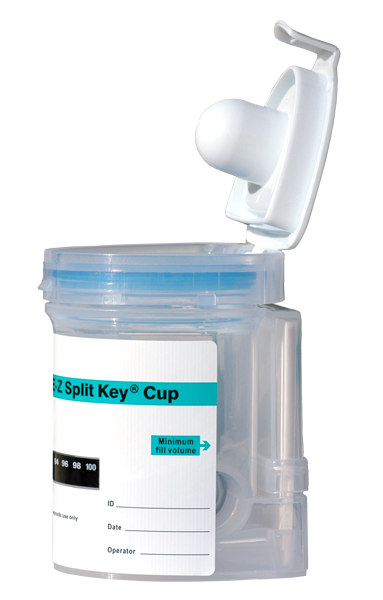 E-Z Split Key® Cup
Minimum
fill volume
94 96 98 100
ID
use only
Date
Operator